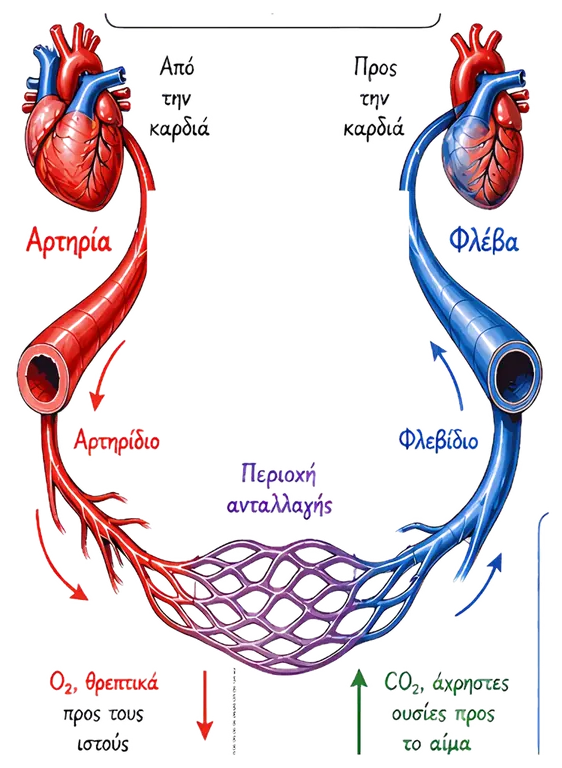 Από
την
καρδιά
Προς
την
καρδιά
Αρτηρία
Φλέβα
Αρτηρίδιο
Φλεβίδιο
Περιοχή
ανταλλαγής
O₂, θρεπτικά
προς τους
ιστούς
CO₂, άχρηστες
ουσίες προς
το αίμα